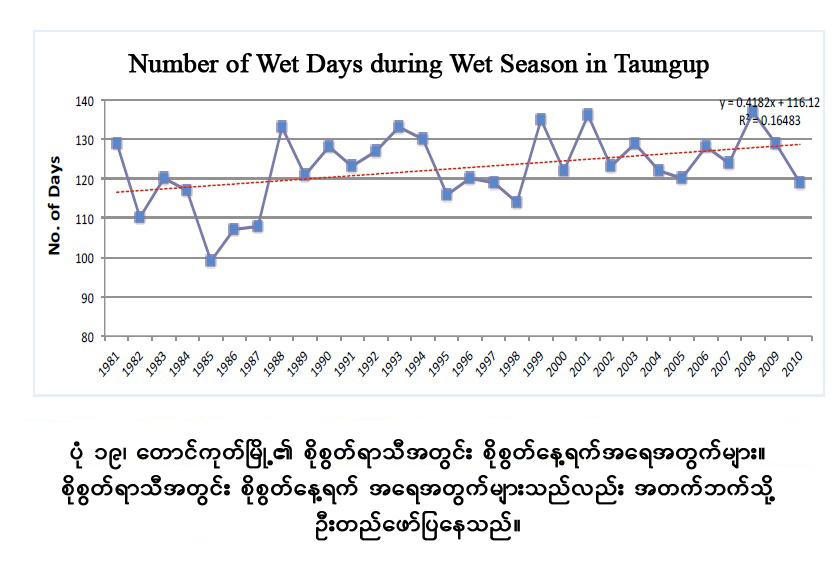 Number of Wet Days during Wet Season in Taungup
y = 0.4182x + 116.12
R² = 0.16483
No. of Days
140
130
120
110
100
90
80
1981 1982 1983 1984 1985 1986 1987 1988 1989 1990 1991 1992 1993 1994 1995 1996 1997 1998 1999 2000 2001 2002 2003 2004 2005 2006 2007 2008 2009 2010
ပုံ ၁၉၊ တောင်ကုတ်မြို့၏ စိုစွတ်ရာသီအတွင်း စိုစွတ်နေ့ရက်အရေအတွက်များ။
စိုစွတ်ရာသီအတွင်း စိုစွတ်နေ့ရက် အရေအတွက်များသည်လည်း အတက်ဘက်သို့
ဦးတည်ဖော်ပြနေသည်။